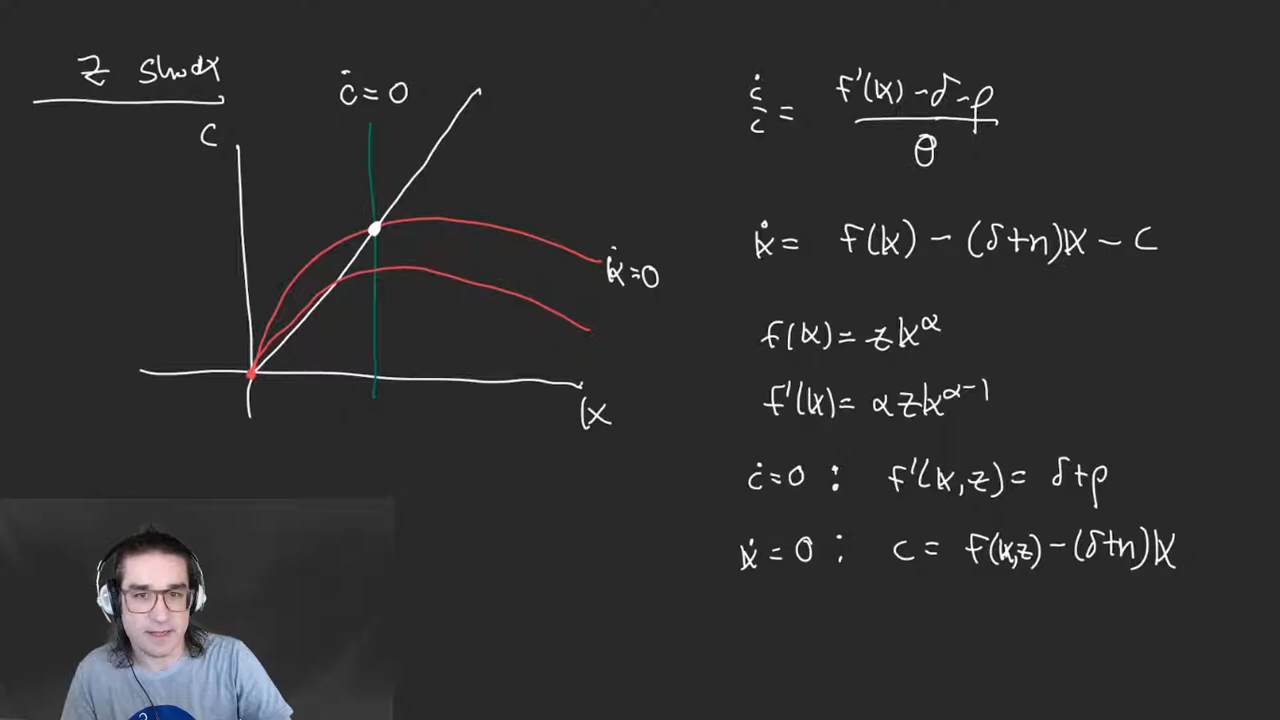 z shock
ċ = 0
c
k̇ = 0
k
ċ/c = (f'(k) - δ - ρ)/θ
k̇ = f(k) - (δ+n)k - c
f(k) = zk^α
f'(k) = αzk^(α-1)
ċ = 0 : f'(k,z) = δ+ρ
k̇ = 0 : c = f(k,z) - (δ+n)k